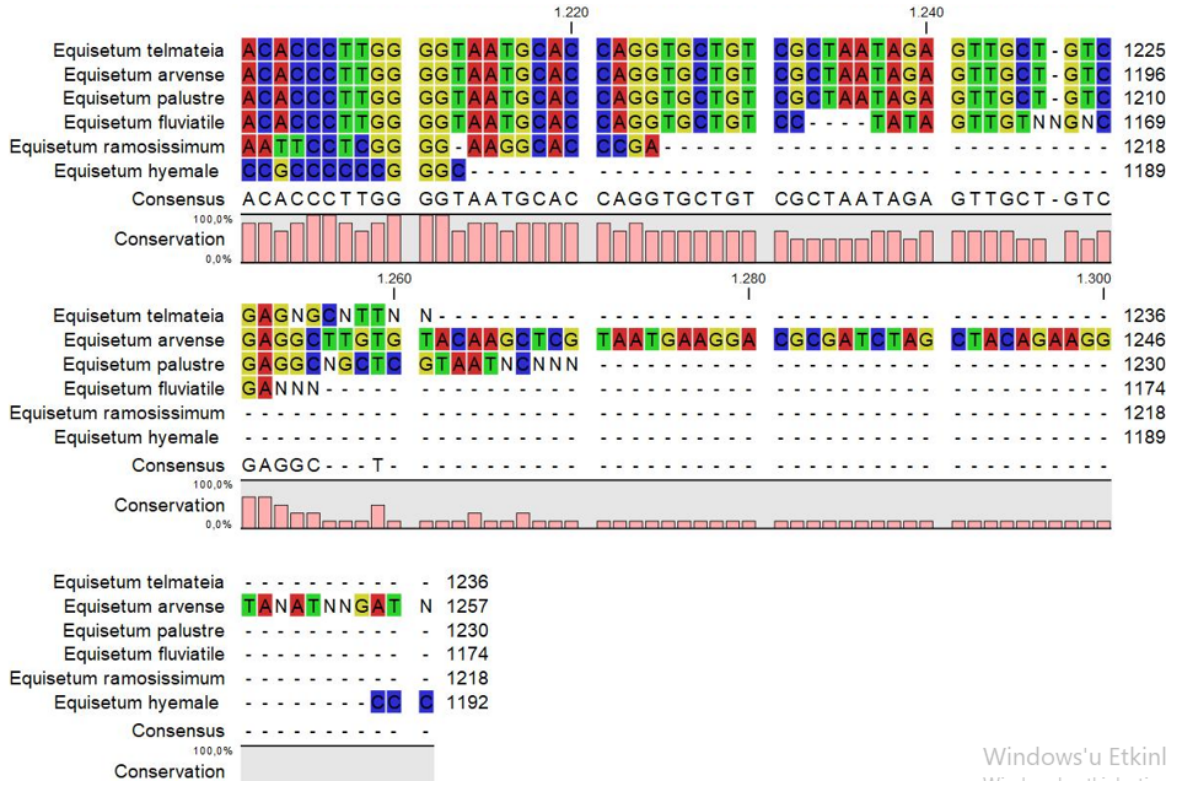 1.220 1.240
Equisetum telmateia ACACCCTTGG GGTAATGCAC CAGGTGCTGT CGCTAATAGA GTTGCT-GTC 1225
Equisetum arvense ACACCCTTGG GGTAATGCAC CAGGTGCTGT CGCTAATAGA GTTGCT-GTC 1196
Equisetum palustre ACACCCTTGG GGTAATGCAC CAGGTGCTGT CGCTAATAGA GTTGCT-GTC 1210
Equisetum fluviatile ACACCCTTGG GGTAATGCAC CAGGTGCTGT CC----TATA GTTGTNNGNC 1169
Equisetum ramosissimum AATTCCTCGG GG-AAGGCAC CCGA------ ---------- ---------- 1218
Equisetum hyemale CCGCCCCCCG GGC------- ---------- ---------- ---------- 1189
Consensus ACACCCTTGG GGTAATGCAC CAGGTGCTGT CGCTAATAGA GTTGCT-GTC
100,0%
Conservation
0,0%
1.260 1.280 1.300
Equisetum telmateia GAGNGCNTTN N--------- ---------- ---------- ---------- 1236
Equisetum arvense GAGGCTTGTG TACAAGCTCG TAATGAAGGA CGCGATCTAG CTACAGAAGG 1246
Equisetum palustre GAGGCNGCTC GTAATNCNNN ---------- ---------- ---------- 1230
Equisetum fluviatile GANNN----- ---------- ---------- ---------- ---------- 1174
Equisetum ramosissimum ---------- ---------- ---------- ---------- ---------- 1218
Equisetum hyemale ---------- ---------- ---------- ---------- ---------- 1189
Consensus GAGGC---T- ---------- ---------- ---------- ----------
100,0%
Conservation
0,0%
Equisetum telmateia ---------- - 1236
Equisetum arvense TANATNNGAT N 1257
Equisetum palustre ---------- - 1230
Equisetum fluviatile ---------- - 1174
Equisetum ramosissimum ---------- - 1218
Equisetum hyemale --------CC C 1192
Consensus ---------- -
100,0%
Conservation
Windows'u Etkinl